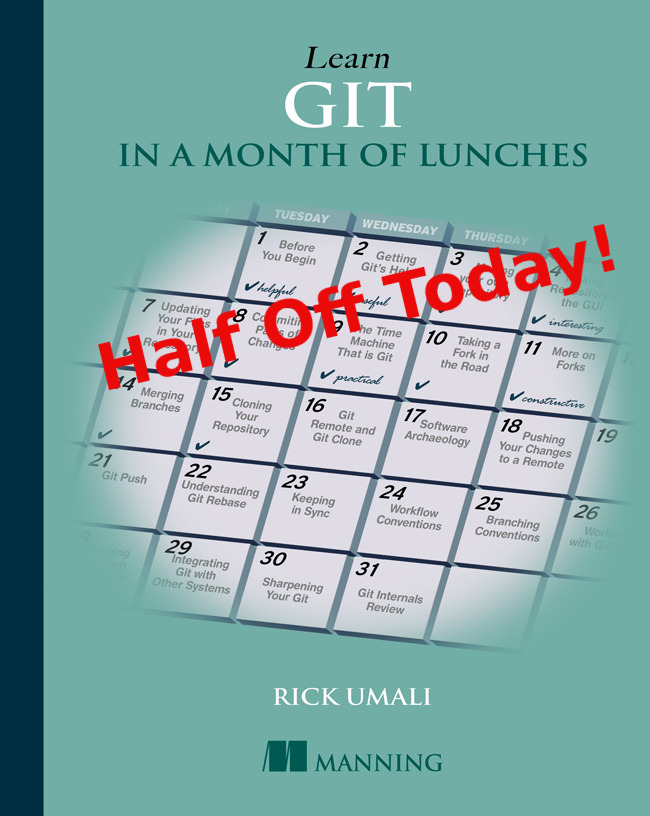 Learn
GIT
IN A MONTH OF LUNCHES
TUESDAY
WEDNESDAY
THURSDAY
1 Before
You Begin
helpful
2 Getting
Git's
3
4
the GUI
interesting
Half Off Today!
7 Updating
Your
in Your
8
Changes
9 The Time
Machine
That is Git
practical
10 Taking a
Fork in
the Road
11 More on
Forks
constructive
14 Merging
Branches
15 Cloning
Your
Repository
16 Git
Remote and
Git Clone
17 Software
Archaeology
18 Pushing
Your Changes
to a Remote
19
21
Git Push
22
Understanding
Git Rebase
23
Keeping
in Sync
24
Workflow
Conventions
25
Branching
Conventions
26
with
29
Integrating
Git with
Other Systems
30
Sharpening
Your Git
31
Git Internals
Review
RICK UMALI
MANNING